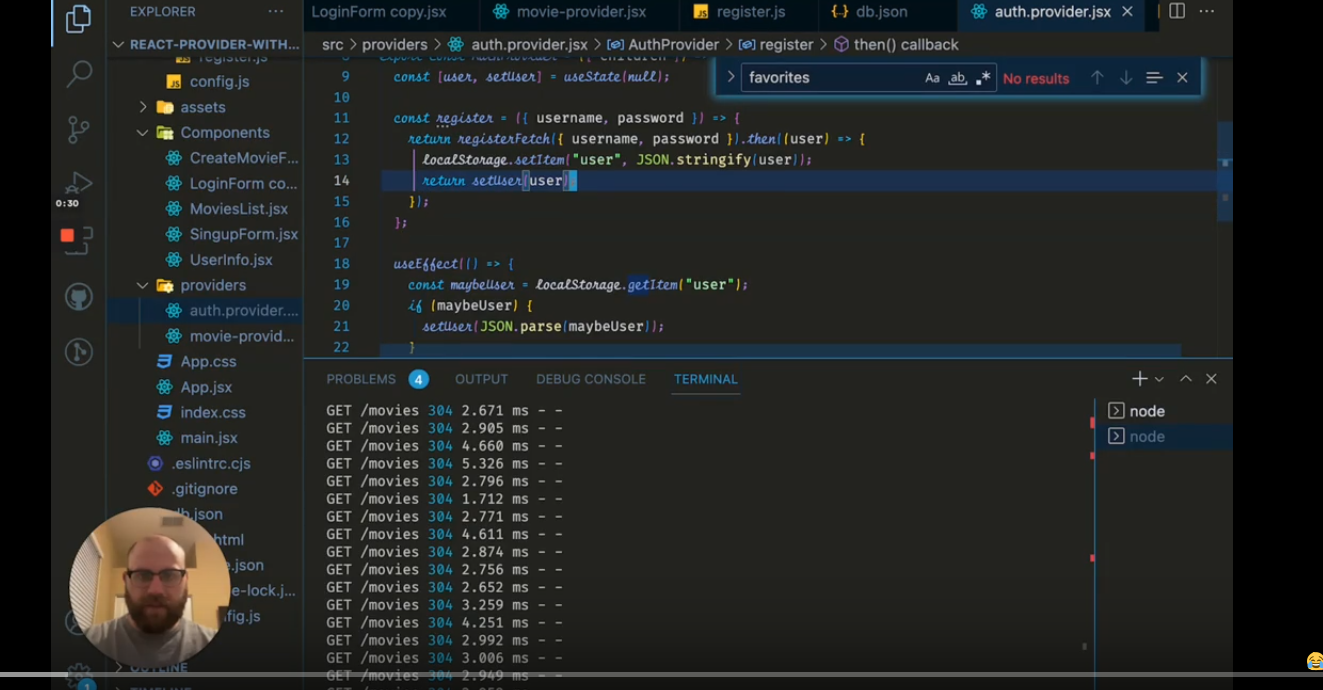 EXPLORER
LoginForm copy.jsx
movie-provider.jsx
register.js
db.json
auth.provider.jsx
REACT-PROVIDER-WITH...
register.js
config.js
assets
Components
CreateMovieF...
LoginForm co...
MoviesList.jsx
SingupForm.jsx
UserInfo.jsx
providers
auth.provider....
movie-provid...
App.css
App.jsx
index.css
main.jsx
.eslintrc.cjs
.gitignore
db.json
html
e.json
e-lock.j...
fig.js
OUTLINE
0:30
1
src > providers > auth.provider.jsx > AuthProvider > register > then() callback
favorites
Aa ab .*
No results
9 const [user, setUser] = useState(null);
10
11 const register = ({ username, password }) => {
12 return registerFetch({ username, password }).then((user) => {
13 localStorage.setItem("user", JSON.stringify(user));
14 return setUser(user)
15 });
16 };
17
18 useEffect(() => {
19 const maybeUser = localStorage.getItem("user");
20 if (maybeUser) {
21 setUser(JSON.parse(maybeUser));
22 }
PROBLEMS 4 OUTPUT DEBUG CONSOLE TERMINAL
GET /movies 304 2.671 ms - -
GET /movies 304 2.905 ms - -
GET /movies 304 4.660 ms - -
GET /movies 304 5.326 ms - -
GET /movies 304 2.796 ms - -
GET /movies 304 1.712 ms - -
GET /movies 304 2.771 ms - -
GET /movies 304 4.611 ms - -
GET /movies 304 2.874 ms - -
GET /movies 304 2.756 ms - -
GET /movies 304 2.652 ms - -
GET /movies 304 3.259 ms - -
GET /movies 304 4.251 ms - -
GET /movies 304 2.992 ms - -
GET /movies 304 3.006 ms - -
GET /movies 304 2.949 ms - -
node
node